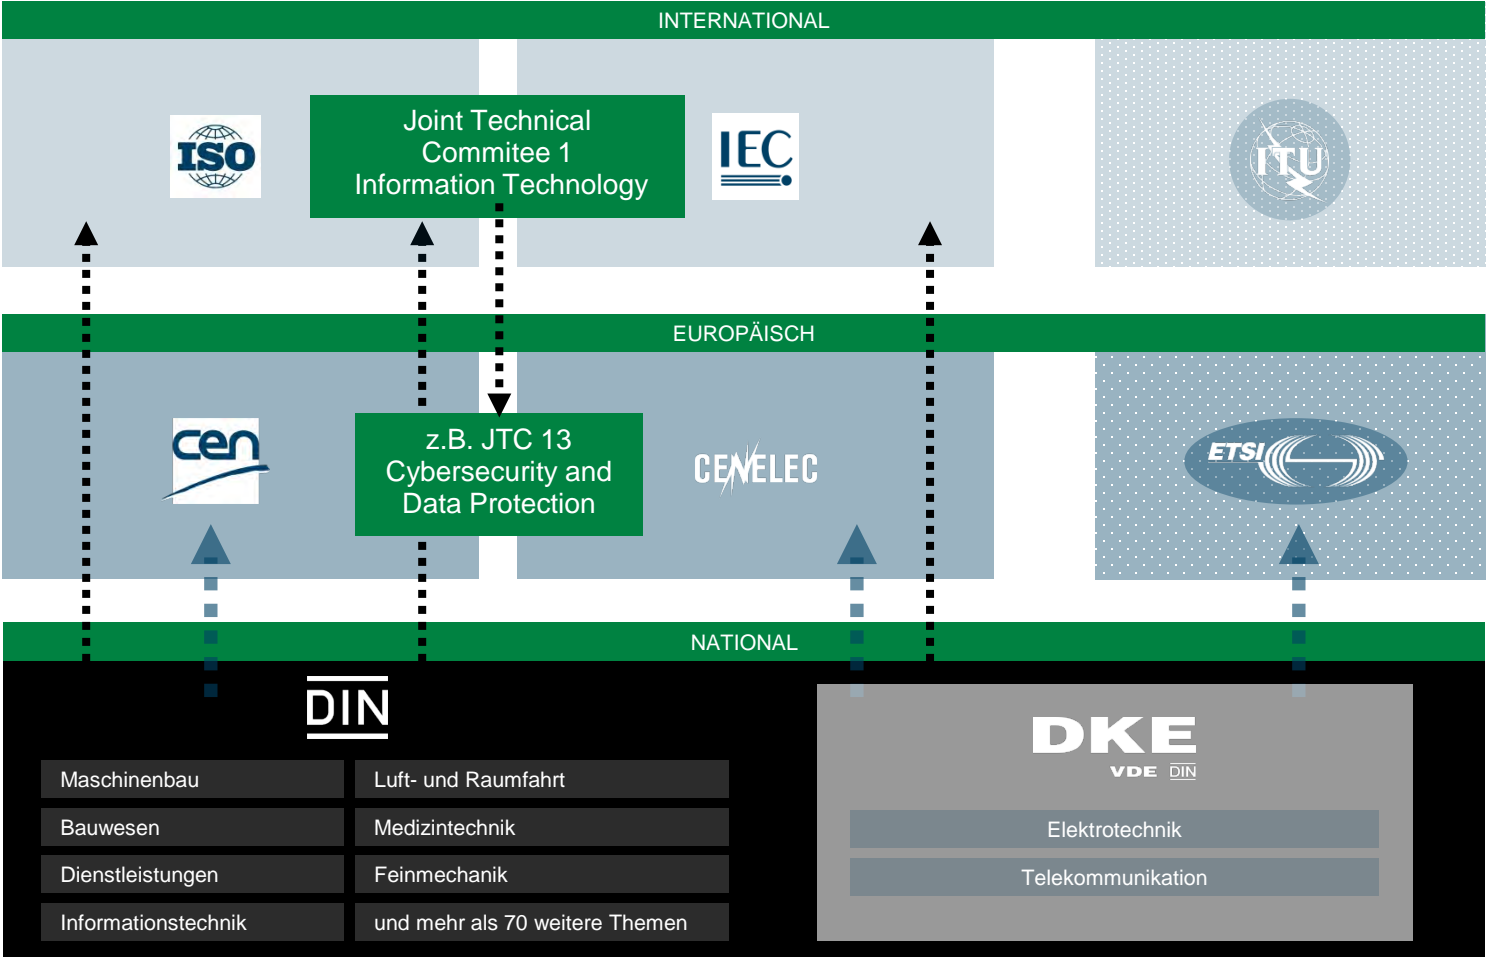 INTERNATIONAL
ISO
Joint Technical
Commitee 1
Information Technology
IEC
ITU
EUROPÄISCH
cen
z.B. JTC 13
Cybersecurity and
Data Protection
CENELEC
ETSI
NATIONAL
DIN
DKE
VDE DIN
Maschinenbau
Luft- und Raumfahrt
Bauwesen
Medizintechnik
Dienstleistungen
Feinmechanik
Informationstechnik
und mehr als 70 weitere Themen
Elektrotechnik
Telekommunikation